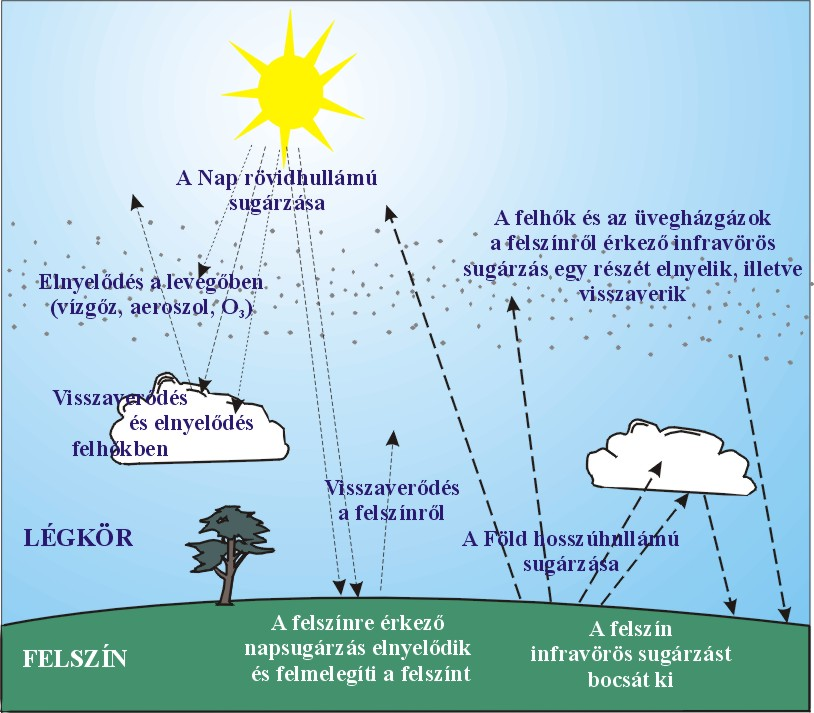 A Nap rövidhullámú
sugárzása
A felhők és az üvegházgázok
a felszínről érkező infravörös
sugárzás egy részét elnyelik, illetve
visszaverik
Elnyelődés a levegőben
(vízgőz, aeroszol, O₃)
Visszaverődés
és elnyelődés
felhőkben
Visszaverődés
a felszínről
LÉGKÖR
A Föld hosszúhullámú
sugárzása
FELSZÍN
A felszínre érkező
napsugárzás elnyelődik
és felmelegíti a felszínt
A felszín
infravörös sugárzást
bocsát ki